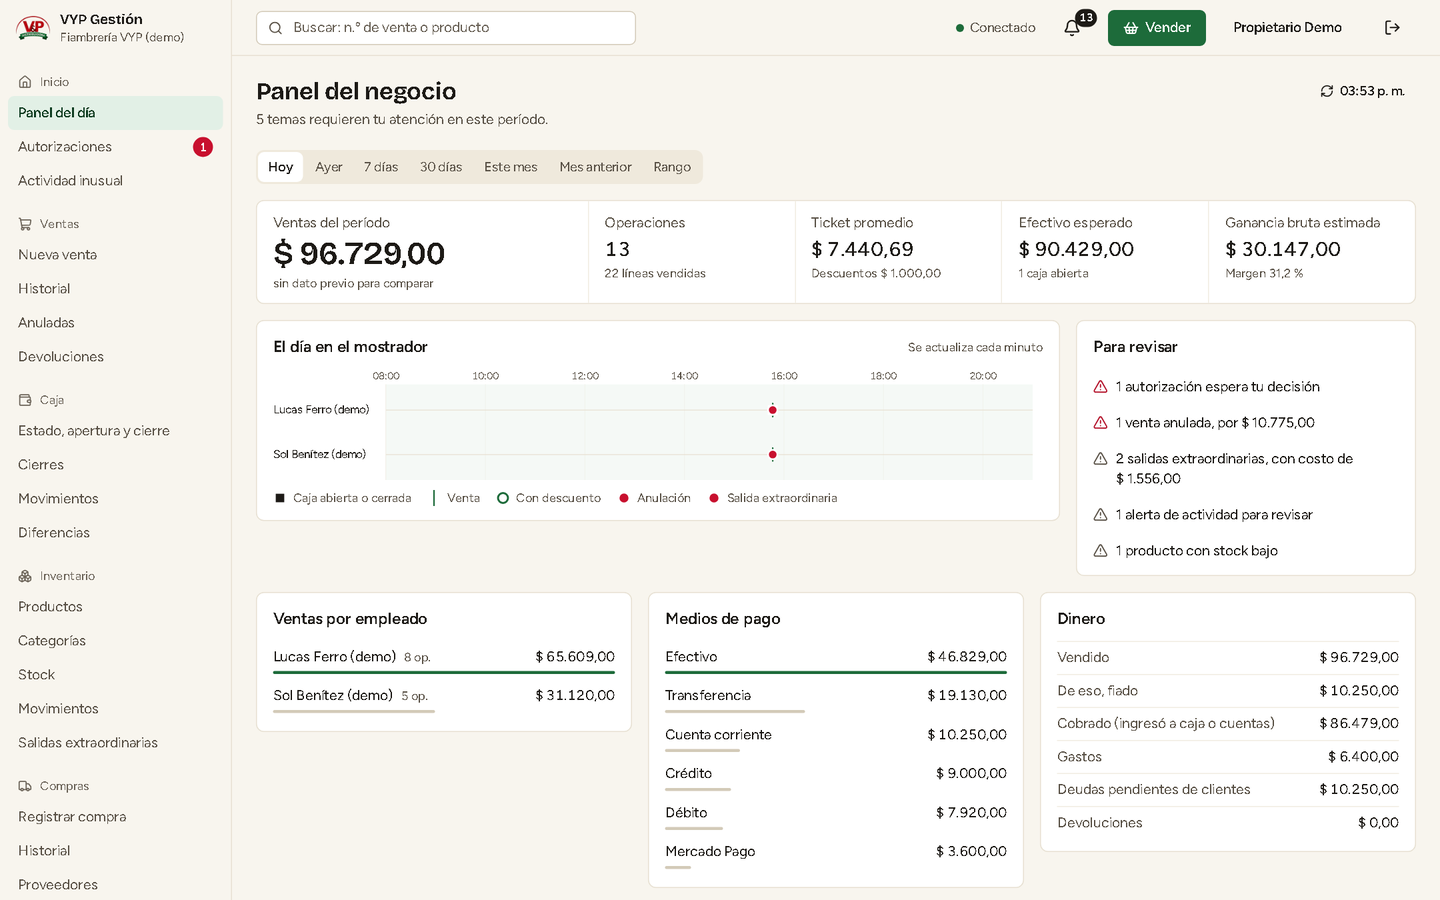 VYP
VYP Gestión
Fiambrería VYP (demo)
Buscar: n.° de venta o producto
Conectado
13
Vender
Propietario Demo
Inicio
Panel del día
Autorizaciones 1
Actividad inusual
Ventas
Nueva venta
Historial
Anuladas
Devoluciones
Caja
Estado, apertura y cierre
Cierres
Movimientos
Diferencias
Inventario
Productos
Categorías
Stock
Movimientos
Salidas extraordinarias
Compras
Registrar compra
Historial
Proveedores
Panel del negocio
03:53 p. m.
5 temas requieren tu atención en este período.
Hoy Ayer 7 días 30 días Este mes Mes anterior Rango
Ventas del período
$ 96.729,00
sin dato previo para comparar
Operaciones
13
22 líneas vendidas
Ticket promedio
$ 7.440,69
Descuentos $ 1.000,00
Efectivo esperado
$ 90.429,00
1 caja abierta
Ganancia bruta estimada
$ 30.147,00
Margen 31,2 %
El día en el mostrador
Se actualiza cada minuto
08:00 10:00 12:00 14:00 16:00 18:00 20:00
Lucas Ferro (demo)
Sol Benítez (demo)
Caja abierta o cerrada Venta Con descuento Anulación Salida extraordinaria
Para revisar
1 autorización espera tu decisión
1 venta anulada, por $ 10.775,00
2 salidas extraordinarias, con costo de
$ 1.556,00
1 alerta de actividad para revisar
1 producto con stock bajo
Ventas por empleado
Lucas Ferro (demo) 8 op. $ 65.609,00
Sol Benítez (demo) 5 op. $ 31.120,00
Medios de pago
Efectivo $ 46.829,00
Transferencia $ 19.130,00
Cuenta corriente $ 10.250,00
Crédito $ 9.000,00
Débito $ 7.920,00
Mercado Pago $ 3.600,00
Dinero
Vendido $ 96.729,00
De eso, fiado $ 10.250,00
Cobrado (ingresó a caja o cuentas) $ 86.479,00
Gastos $ 6.400,00
Deudas pendientes de clientes $ 10.250,00
Devoluciones $ 0,00